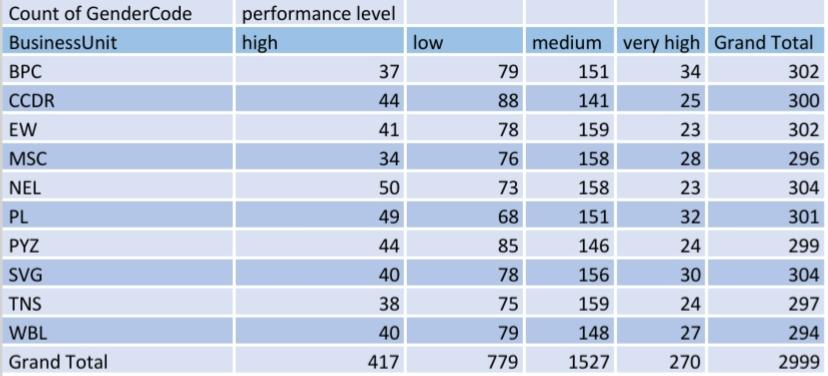 Count of GenderCode performance level
BusinessUnit high low medium very high Grand Total
BPC 37 79 151 34 302
CCDR 44 88 141 25 300
EW 41 78 159 23 302
MSC 34 76 158 28 296
NEL 50 73 158 23 304
PL 49 68 151 32 301
PYZ 44 85 146 24 299
SVG 40 78 156 30 304
TNS 38 75 159 24 297
WBL 40 79 148 27 294
Grand Total 417 779 1527 270 2999